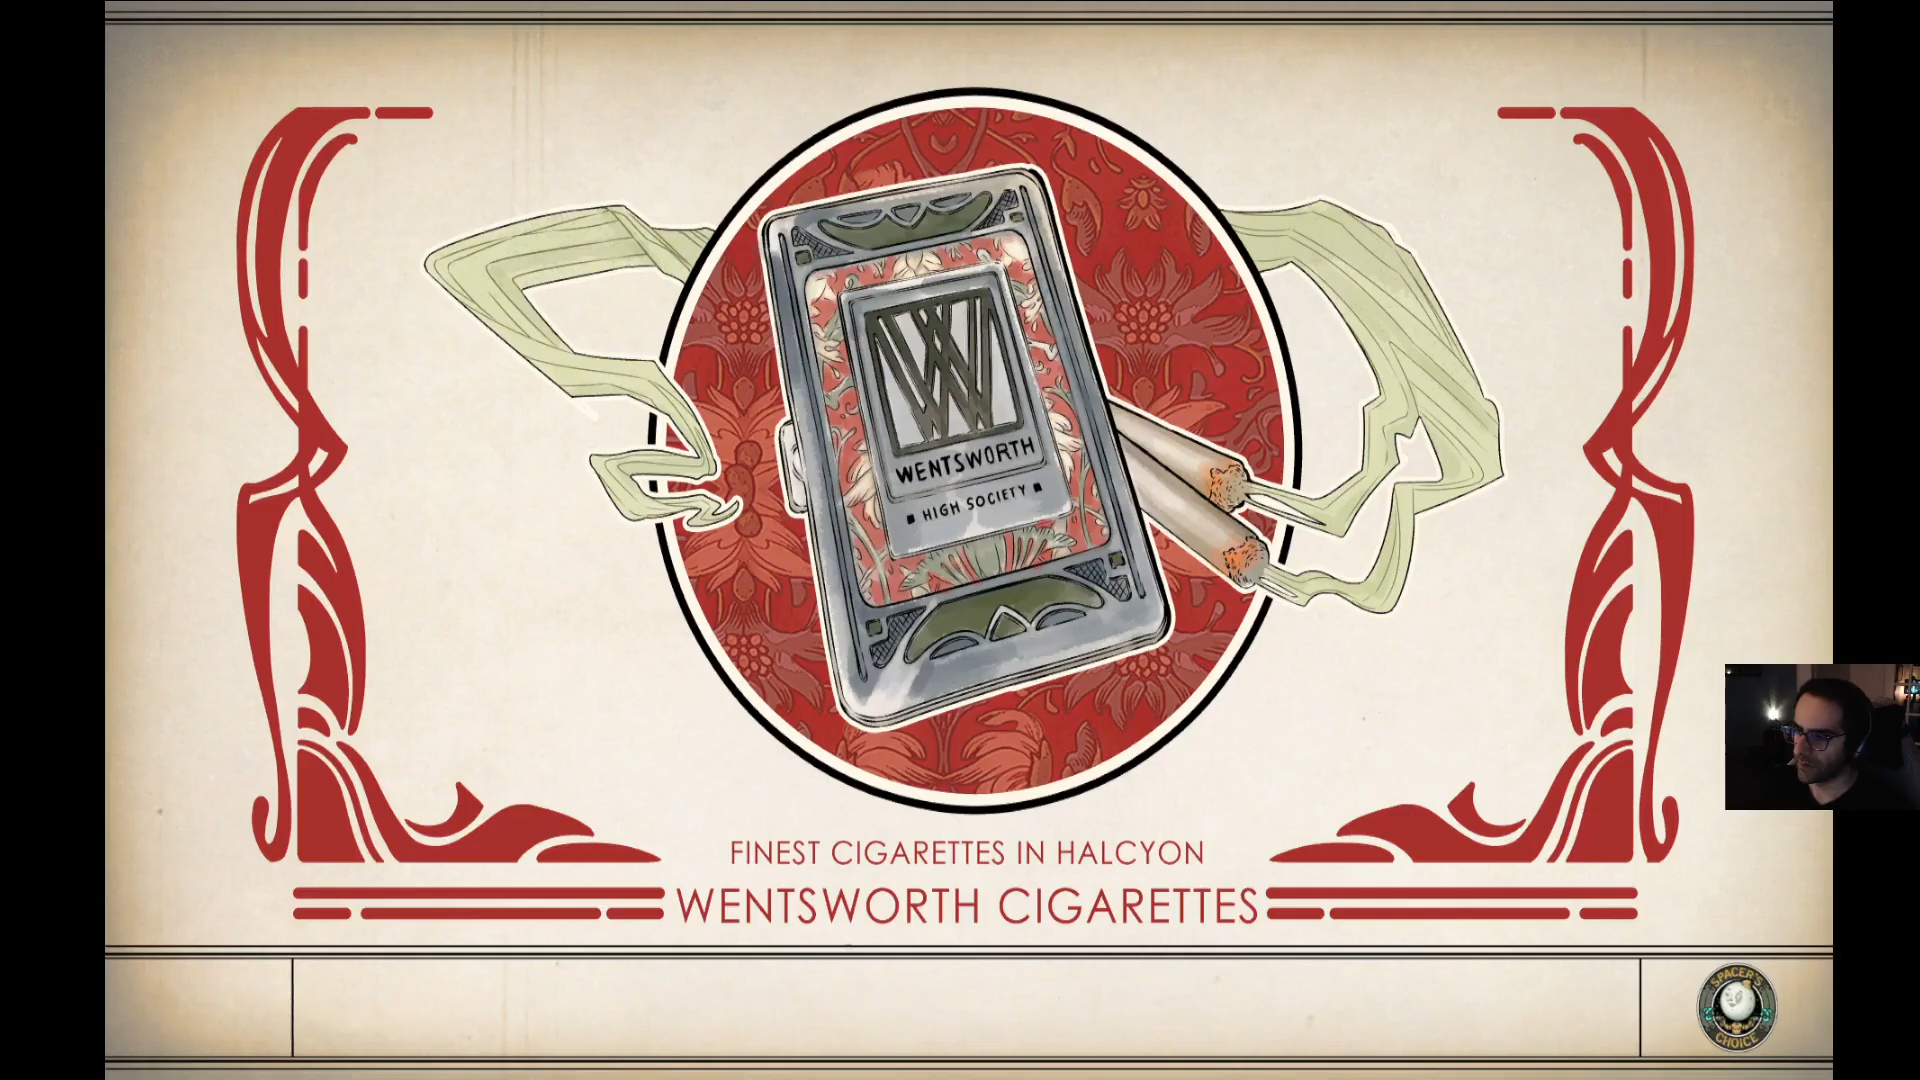 W
WENTSWORTH
HIGH SOCIETY
FINEST CIGARETTES IN HALCYON
WENTSWORTH CIGARETTES
SPACER'S
CHOICE